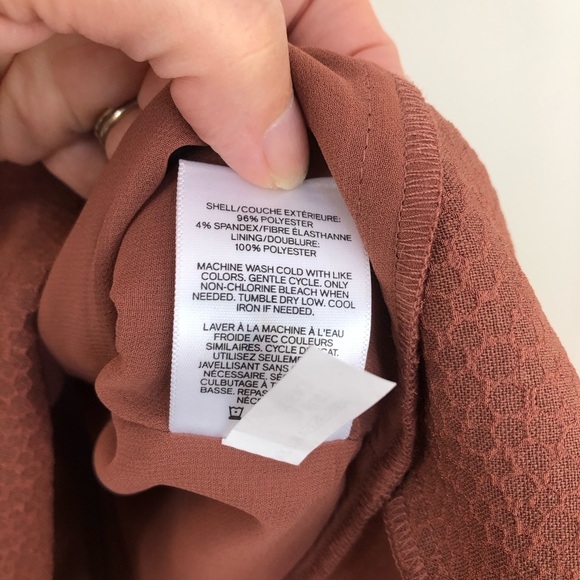 SHELL/COUCHE EXTÉRIEURE:
96% POLYESTER
4% SPANDEX/FIBRE ÉLASTHANNE
LINING/DOUBLURE:
100% POLYESTER
MACHINE WASH COLD WITH LIKE
COLORS. GENTLE CYCLE. ONLY
NON-CHLORINE BLEACH WHEN
NEEDED. TUMBLE DRY LOW. COOL
IRON IF NEEDED.
LAVER À LA MACHINE À L'EAU
FROIDE AVEC COULEURS
SIMILAIRES. CYCLE
UTILISEZ
JAVELLISANT SANS
NÉCESSAIRE.
CULBUTAGE À
BASSE.